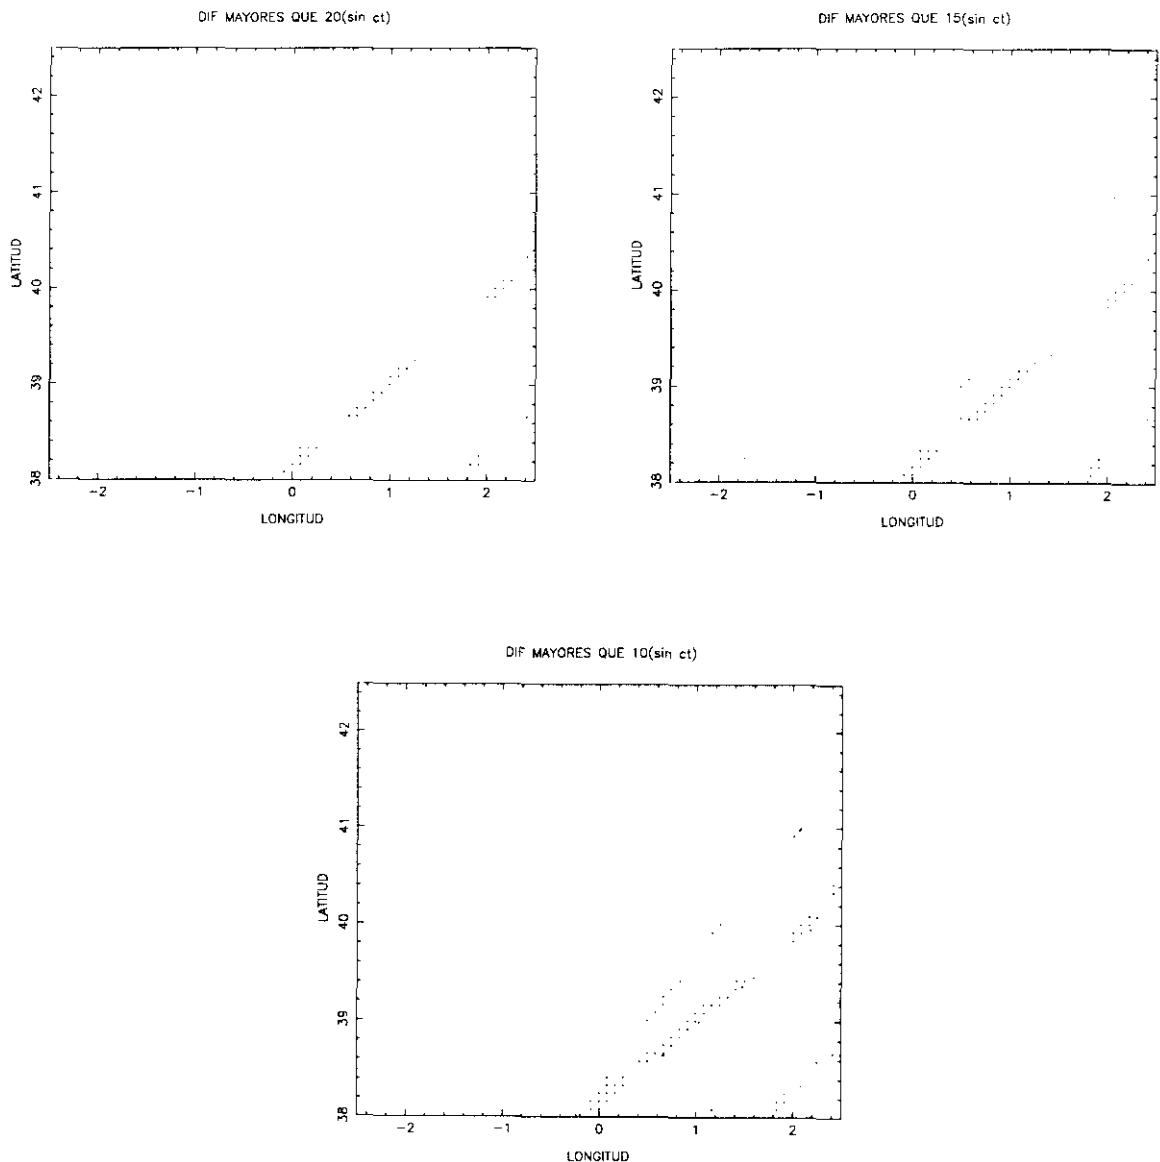 DIF MAYORES QUE 20(sin ct)
LATITUD
42
41
40
39
38
-2 -1 0 1 2
LONGITUD
DIF MAYORES QUE 15(sin ct)
LATITUD
42
41
40
39
38
-2 -1 0 1 2
LONGITUD
DIF MAYORES QUE 10(sin ct)
LATITUD
42
41
40
39
38
-2 -1 0 1 2
LONGITUD